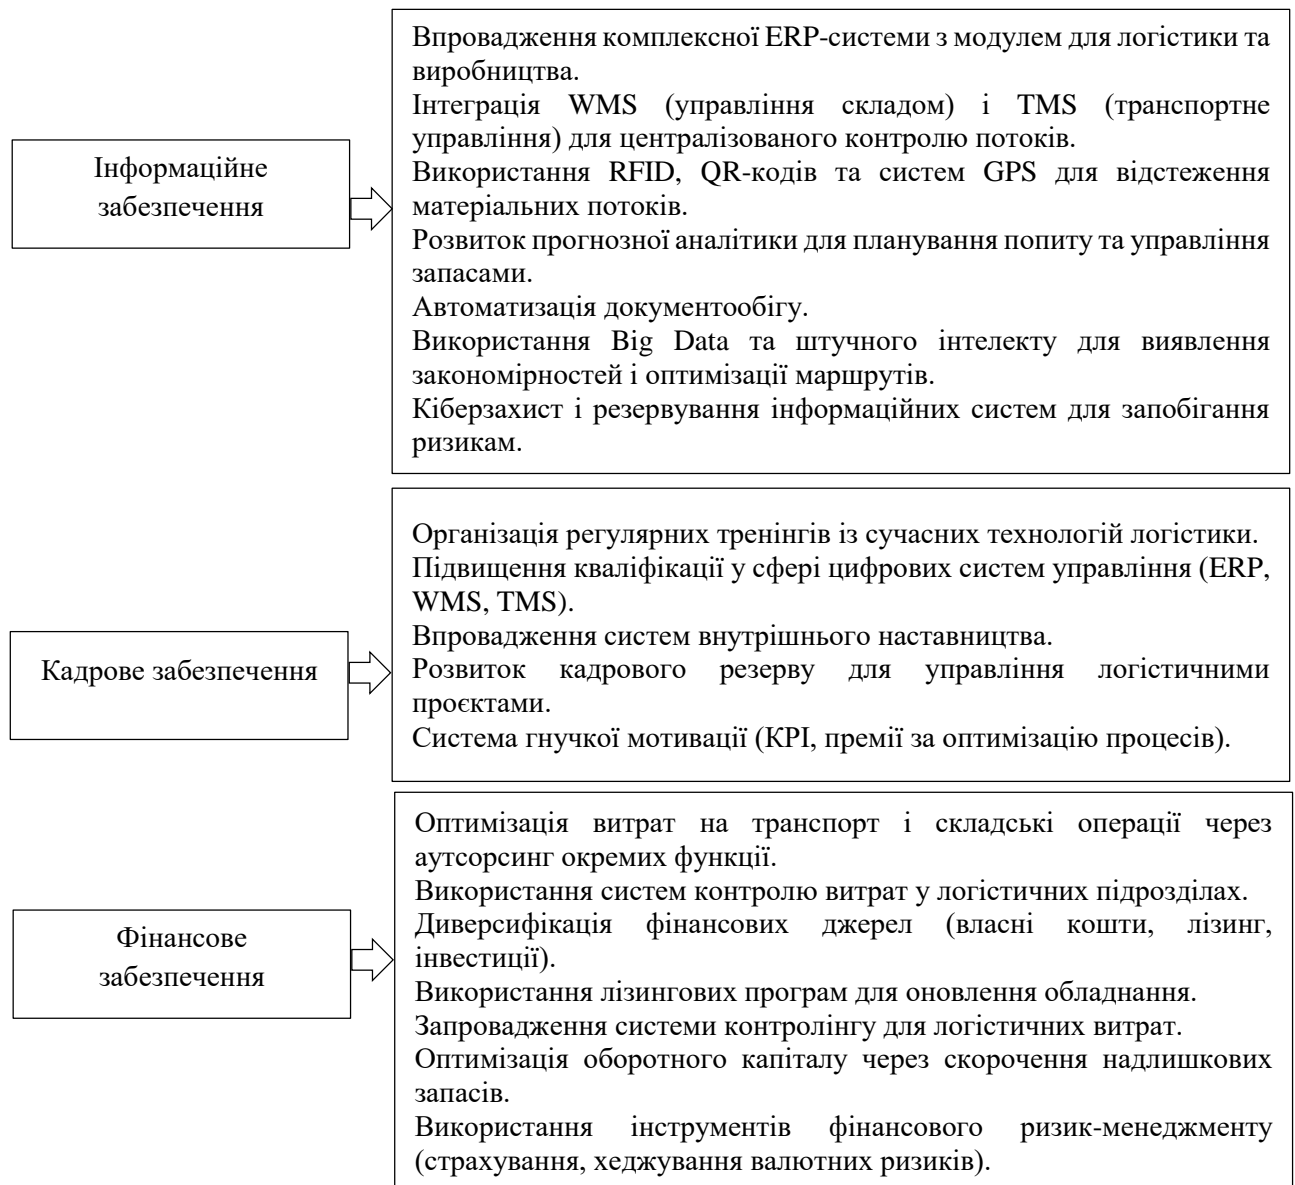 Інформаційне
забезпечення
Впровадження комплексної ERP-системи з модулем для логістики та
виробництва.
Інтеграція WMS (управління складом) і TMS (транспортне
управління) для централізованого контролю потоків.
Використання RFID, QR-кодів та систем GPS для відстеження
матеріальних потоків.
Розвиток прогнозної аналітики для планування попиту та управління
запасами.
Автоматизація документообігу.
Використання Big Data та штучного інтелекту для виявлення
закономірностей і оптимізації маршрутів.
Кіберзахист і резервування інформаційних систем для запобігання
ризикам.
Кадрове забезпечення
Організація регулярних тренінгів із сучасних технологій логістики.
Підвищення кваліфікації у сфері цифрових систем управління (ERP,
WMS, TMS).
Впровадження систем внутрішнього наставництва.
Розвиток кадрового резерву для управління логістичними
проєктами.
Система гнучкої мотивації (KPI, премії за оптимізацію процесів).
Фінансове
забезпечення
Оптимізація витрат на транспорт і складські операції через
аутсорсинг окремих функції.
Використання систем контролю витрат у логістичних підрозділах.
Диверсифікація фінансових джерел (власні кошти, лізинг,
інвестиції).
Використання лізингових програм для оновлення обладнання.
Запровадження системи контролінгу для логістичних витрат.
Оптимізація оборотного капіталу через скорочення надлишкових
запасів.
Використання інструментів фінансового ризик-менеджменту
(страхування, хеджування валютних ризиків).